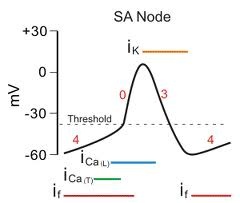 SA Node
+30
iK
0
0
3
mV
-30
Threshold
4
4
-60
iCa(L)
iCa(T)
if
if